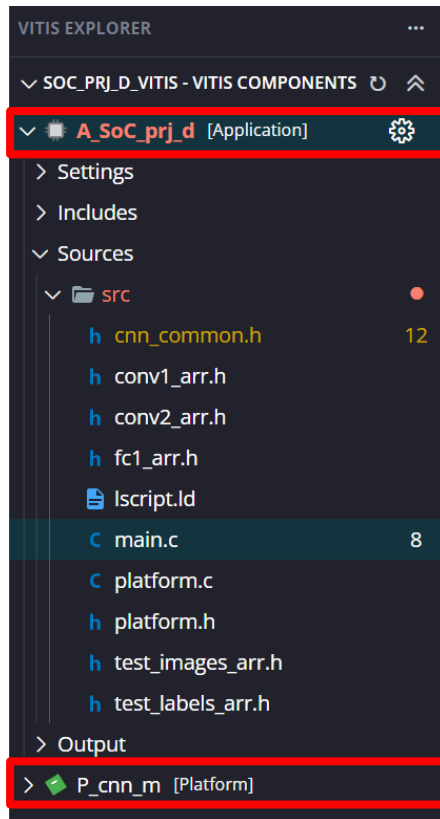 VITIS EXPLORER ...
SOC_PRJ_D_VITIS - VITIS COMPONENTS
A_SoC_prj_d [Application]
Settings
Includes
Sources
src
h cnn_common.h 12
h conv1_arr.h
h conv2_arr.h
h fc1_arr.h
lscript.ld
C main.c 8
C platform.c
h platform.h
h test_images_arr.h
h test_labels_arr.h
Output
P_cnn_m [Platform]